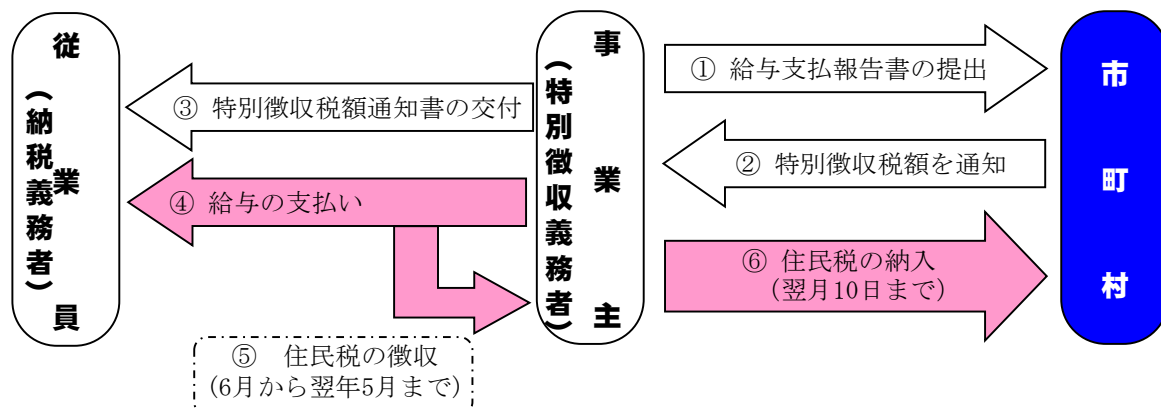 従業員
(納税義務者)
事業主
(特別徴収義務者)
市町村
① 給与支払報告書の提出
② 特別徴収税額を通知
③ 特別徴収税額通知書の交付
④ 給与の支払い
⑤ 住民税の徴収
(6月から翌年5月まで)
⑥ 住民税の納入
(翌月10日まで)